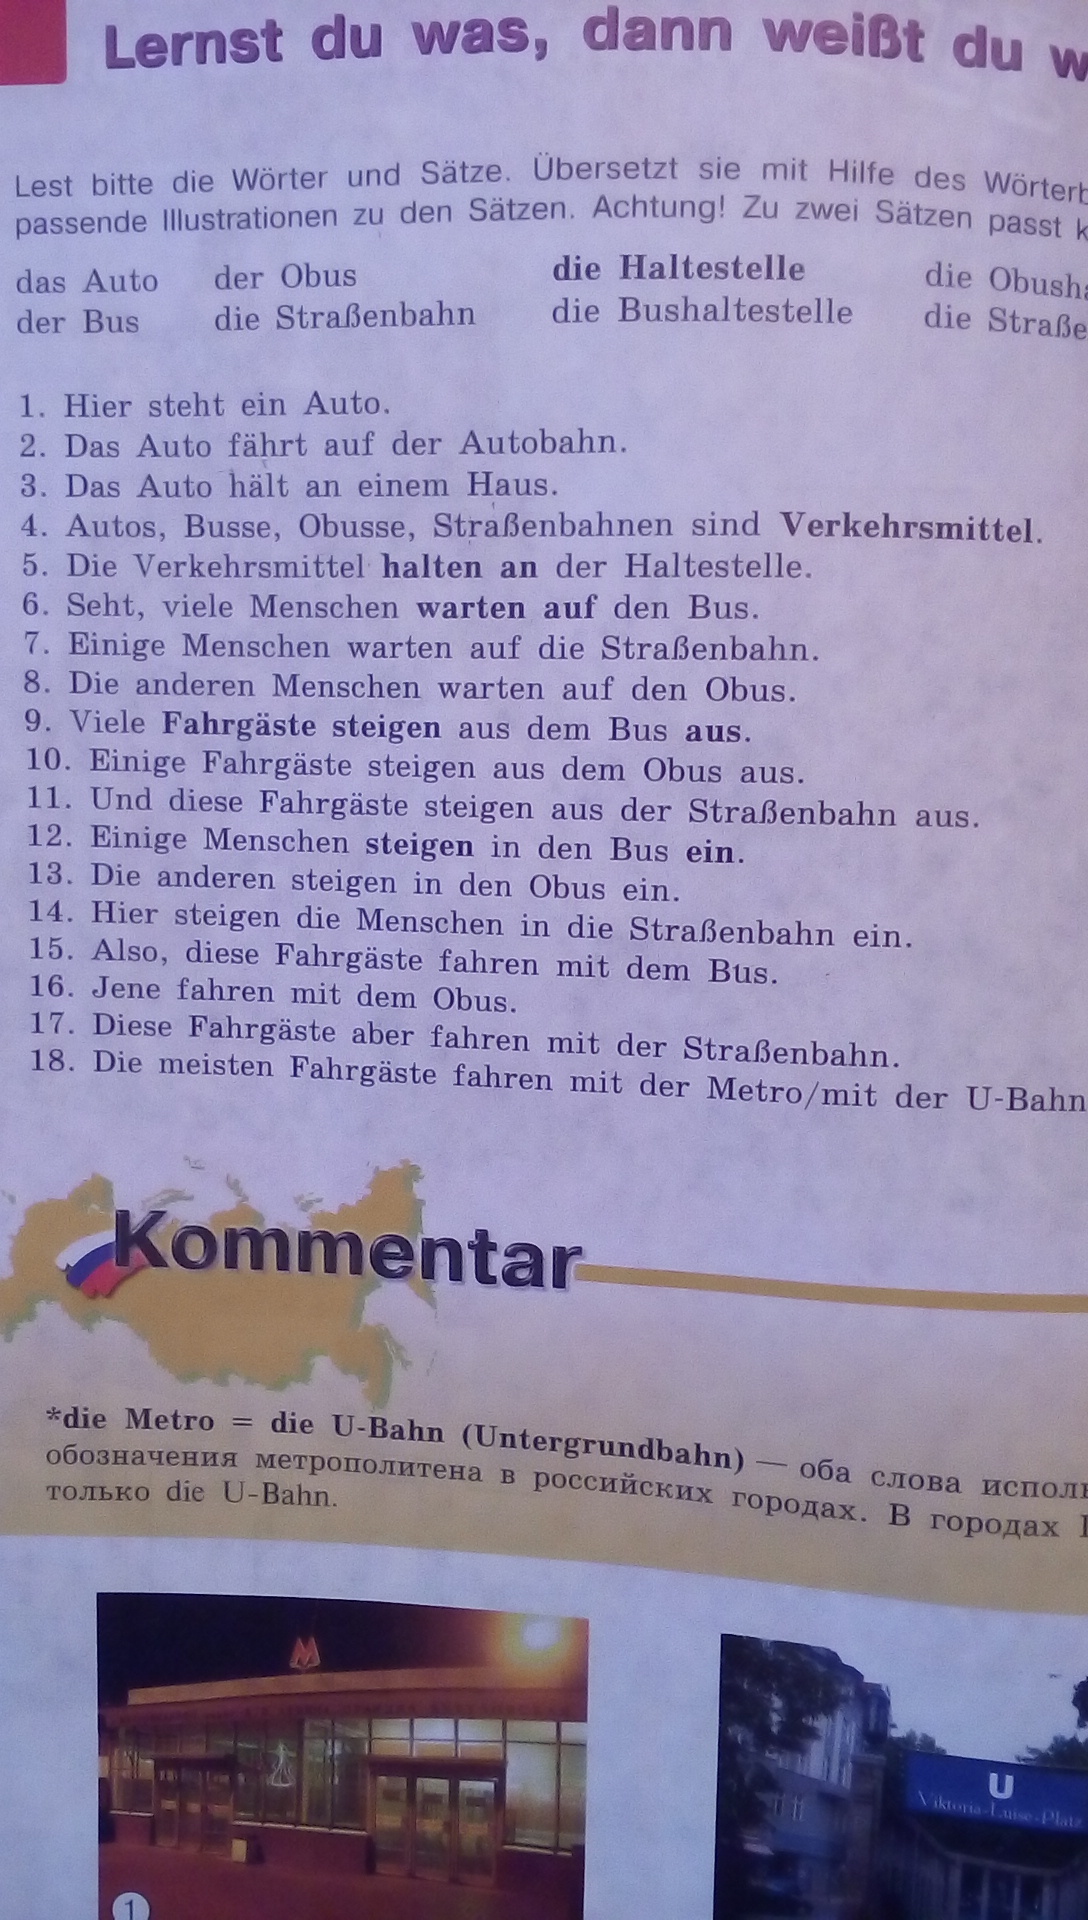 Lernst du was, dann weißt du
Lest bitte die Wörter und Sätze. Übersetzt sie mit Hilfe des
passende Illustrationen zu den Sätzen. Achtung! Zu zwei Sätzen passt
das Auto der Obus die Haltestelle die
der Bus die Straßenbahn die Bushaltestelle die
1. Hier steht ein Auto.
2. Das Auto fährt auf der Autobahn.
3. Das Auto hält an einem Haus.
4. Autos, Busse, Obusse, Straßenbahnen sind Verkehrsmittel.
5. Die Verkehrsmittel halten an der Haltestelle.
6. Seht, viele Menschen warten auf den Bus.
7. Einige Menschen warten auf die Straßenbahn.
8. Die anderen Menschen warten auf den Obus.
9. Viele Fahrgäste steigen aus dem Bus aus.
10. Einige Fahrgäste steigen aus dem Obus aus.
11. Und diese Fahrgäste steigen aus der Straßenbahn aus.
12. Einige Menschen steigen in den Bus ein.
13. Die anderen steigen in den Obus ein.
14. Hier steigen die Menschen in die Straßenbahn ein.
15. Also, diese Fahrgäste fahren mit dem Bus.
16. Jene fahren mit dem Obus.
17. Diese Fahrgäste aber fahren mit der Straßenbahn.
18. Die meisten Fahrgäste fahren mit der Metro/mit der U-Bahn
Kommentar
*die Metro = die U-Bahn (Untergrundbahn) — оба слова
обозначения метрополитена в российских городах. В городах
только die U-Bahn.
М
U
Viktoria-Luise-Platz
1